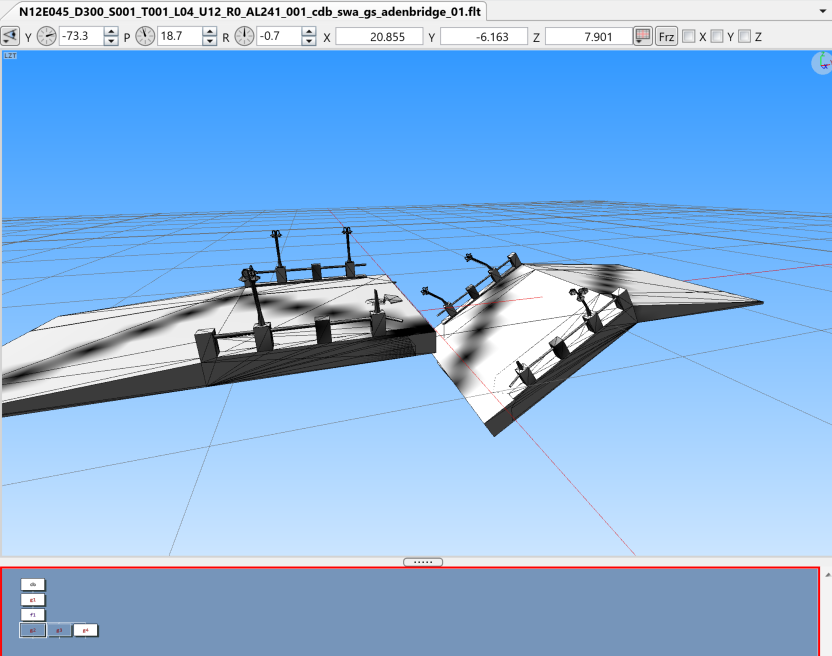 N12E045_D300_S001_T001_L04_U12_R0_AL241_001_cdb_swa_gs_adenbridge_01.flt
Y -73.3 P 18.7 R -0.7 X 20.855 Y -6.163 Z 7.901 Frz X Y Z
LZT
db
g1
f1
g2 g3 g4